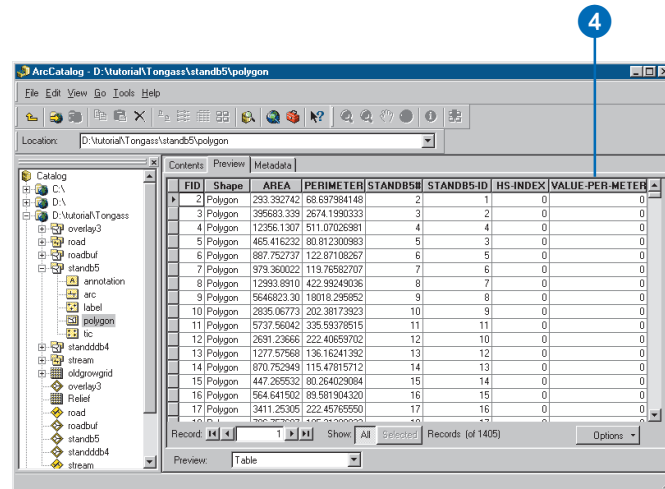 4
ArcCatalog - D:\tutorial\Tongass\standb5\polygon
File Edit View Go Tools Help
Location: D:\tutorial\Tongass\standb5\polygon
Catalog
C:\
D:\
D:\tutorial\Tongass
overlay3
road
roadbuf
standb5
annotation
arc
label
polygon
tic
standddb4
stream
oldgrowgrid
overlay3
Relief
road
roadbuf
standb5
standddb4
stream
Contents Preview Metadata
FID Shape AREA PERIMETER STANDB5# STANDB5-ID HS-INDEX VALUE-PER-METER
2 Polygon 293.392742 68.697984148 2 1 0 0
3 Polygon 395683.339 2674.1990333 3 2 0 0
4 Polygon 12356.1307 511.07026981 4 4 0 0
5 Polygon 465.416232 80.812300983 5 3 0 0
6 Polygon 887.752737 122.87108267 6 5 0 0
7 Polygon 979.360022 119.76582707 7 6 0 0
8 Polygon 12993.8910 422.99249036 8 7 0 0
9 Polygon 5646823.30 18018.295852 9 8 0 0
10 Polygon 2835.06773 202.38173923 10 9 0 0
11 Polygon 5737.56042 335.59378515 11 11 0 0
12 Polygon 2691.23666 222.40659702 12 10 0 0
13 Polygon 1277.57568 136.16241392 13 12 0 0
14 Polygon 870.752949 115.47815712 14 13 0 0
15 Polygon 447.265532 80.264029084 15 14 0 0
16 Polygon 564.641502 89.581904320 16 15 0 0
17 Polygon 3411.25305 222.45765550 17 16 0 0
Record: 1 Show: All Selected Records (of 1405) Options
Preview: Table